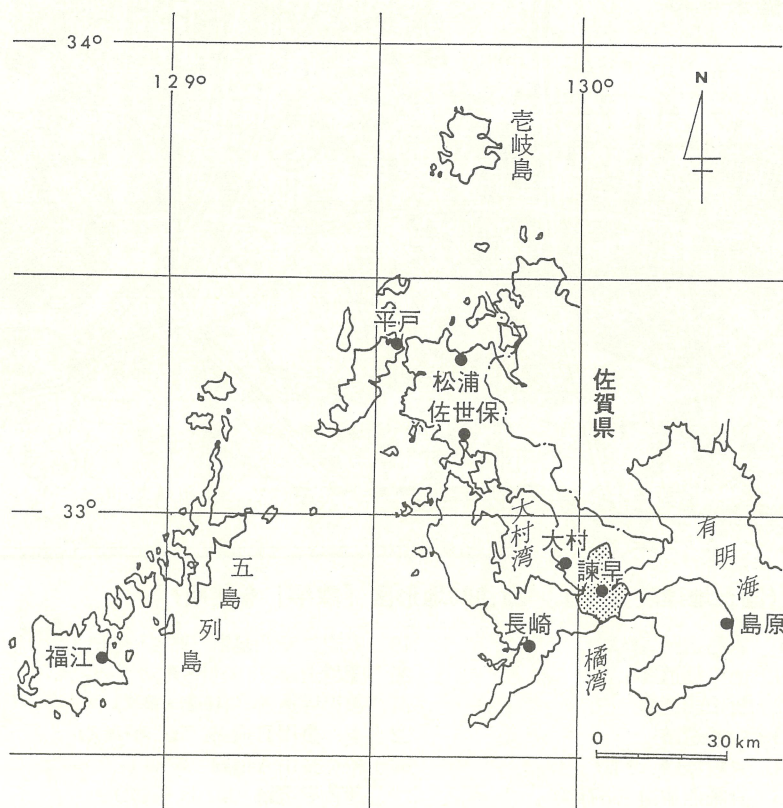 34°
129°
130°
N
壱岐島
平戸
松浦
佐世保
佐賀県
33°
大村湾
大村
諫早
有明海
五島列島
長崎
島原
福江
橘湾
0 30km